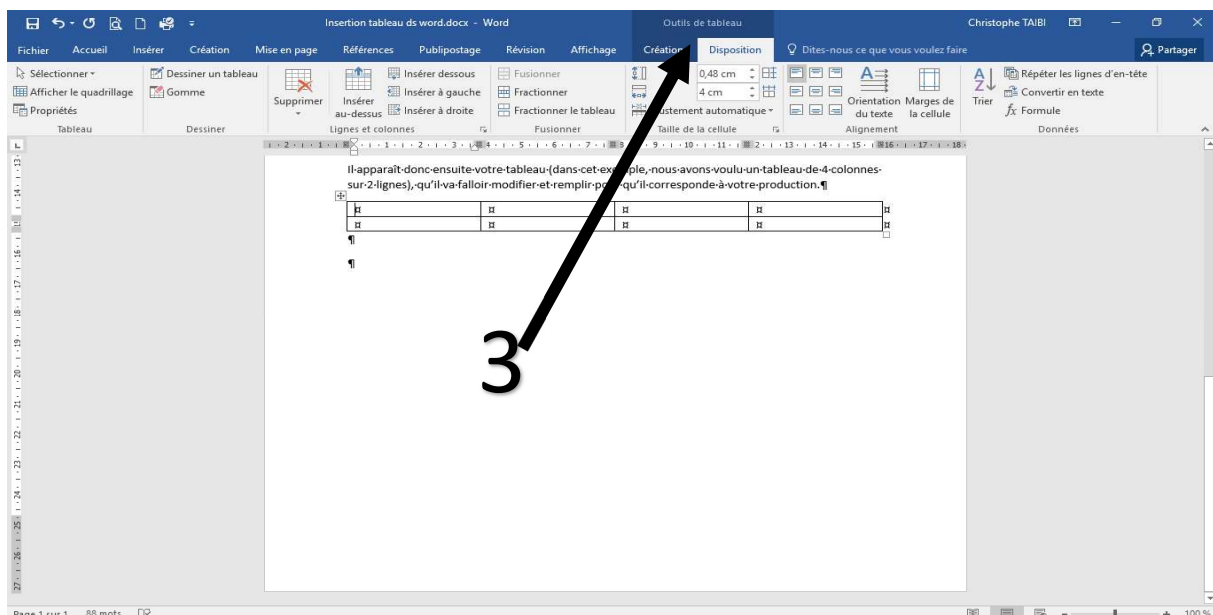 Insertion tableau ds word.docx - Word
Outils de tableau
Christophe TAIBI
Fichier Accueil Insérer Création Mise en page Références Publipostage Révision Affichage Création Disposition Dites-nous ce que vous voulez faire Partager
Sélectionner
Afficher le quadrillage
Propriétés
Tableau
Dessiner un tableau
Gomme
Dessiner
Supprimer
Insérer
au-dessus
Insérer dessous
Insérer à gauche
Insérer à droite
Lignes et colonnes
Fusionner
Fractionner
Fractionner le tableau
Fusionner
0,48 cm
4 cm
automatique
Taille de la cellule
Orientation
du texte
Marges de
la cellule
Alignement
Trier
Répéter les lignes d'en-tête
Convertir en texte
fx Formule
Données
Il·apparaît·donc·ensuite·votre·tableau·(dans·cet·exemple,·nous·avons·voulu·un·tableau·de·4·colonnes·
sur·2·lignes),·qu'il·va·falloir·modifier·et·remplir·pour·qu'il·corresponde·à·votre·production.¶
¤ ¤ ¤ ¤ ¤
¤ ¤ ¤ ¤ ¤
¶
¶
3
Page 1 sur 1 88 mots
100 %